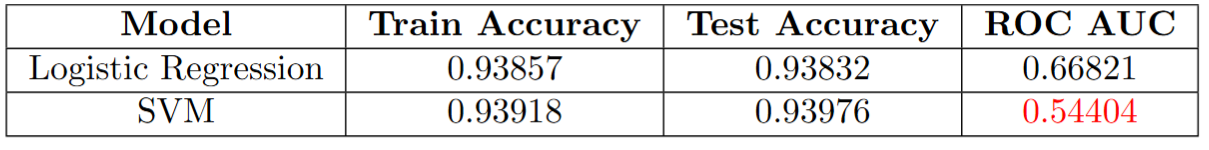 Model Train Accuracy Test Accuracy ROC AUC
Logistic Regression 0.93857 0.93832 0.66821
SVM 0.93918 0.93976 0.54404